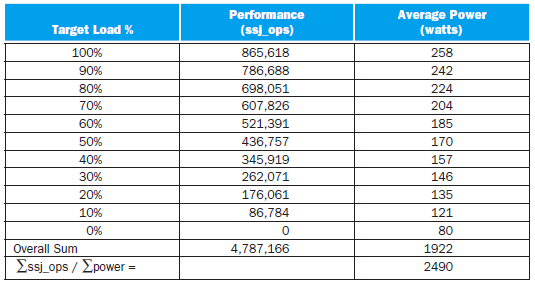 Target Load % Performance (ssj_ops) Average Power (watts)
100% 865,618 258
90% 786,688 242
80% 698,051 224
70% 607,826 204
60% 521,391 185
50% 436,757 170
40% 345,919 157
30% 262,071 146
20% 176,061 135
10% 86,784 121
0% 0 80
Overall Sum 4,787,166 1922
∑ssj_ops / ∑power = 2490